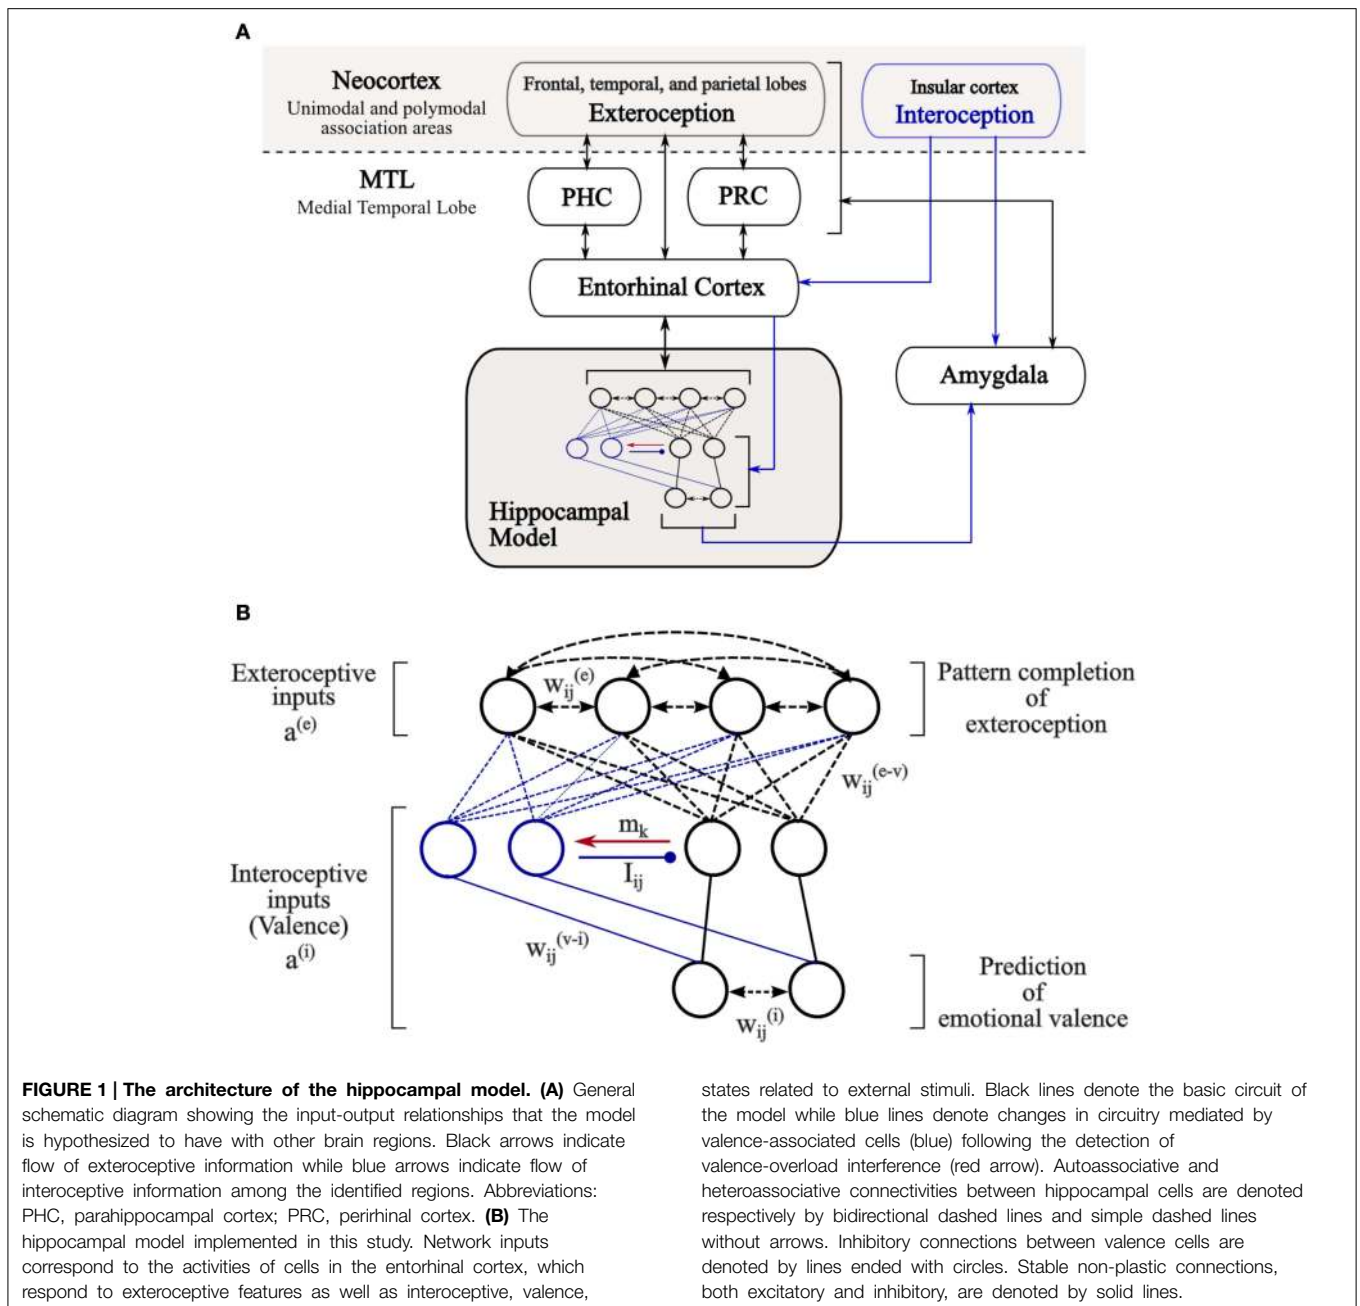 A
Neocortex
Unimodal and polymodal
association areas
Frontal, temporal, and parietal lobes
Exteroception
Insular cortex
Interoception
MTL
Medial Temporal Lobe
PHC
PRC
Entorhinal Cortex
Amygdala
Hippocampal
Model
B
Exteroceptive
inputs
a(e)
wij(e)
Pattern completion
of
exteroception
wij(e-v)
mk
Iij
Interoceptive
inputs
(Valence)
a(i)
wij(v-i)
wij(i)
Prediction
of
emotional valence
FIGURE 1 | The architecture of the hippocampal model. (A) General
schematic diagram showing the input-output relationships that the model
is hypothesized to have with other brain regions. Black arrows indicate
flow of exteroceptive information while blue arrows indicate flow of
interoceptive information among the identified regions. Abbreviations:
PHC, parahippocampal cortex; PRC, perirhinal cortex. (B) The
hippocampal model implemented in this study. Network inputs
correspond to the activities of cells in the entorhinal cortex, which
respond to exteroceptive features as well as interoceptive, valence,
states related to external stimuli. Black lines denote the basic circuit of
the model while blue lines denote changes in circuitry mediated by
valence-associated cells (blue) following the detection of
valence-overload interference (red arrow). Autoassociative and
heteroassociative connectivities between hippocampal cells are denoted
respectively by bidirectional dashed lines and simple dashed lines
without arrows. Inhibitory connections between valence cells are
denoted by lines ended with circles. Stable non-plastic connections,
both excitatory and inhibitory, are denoted by solid lines.